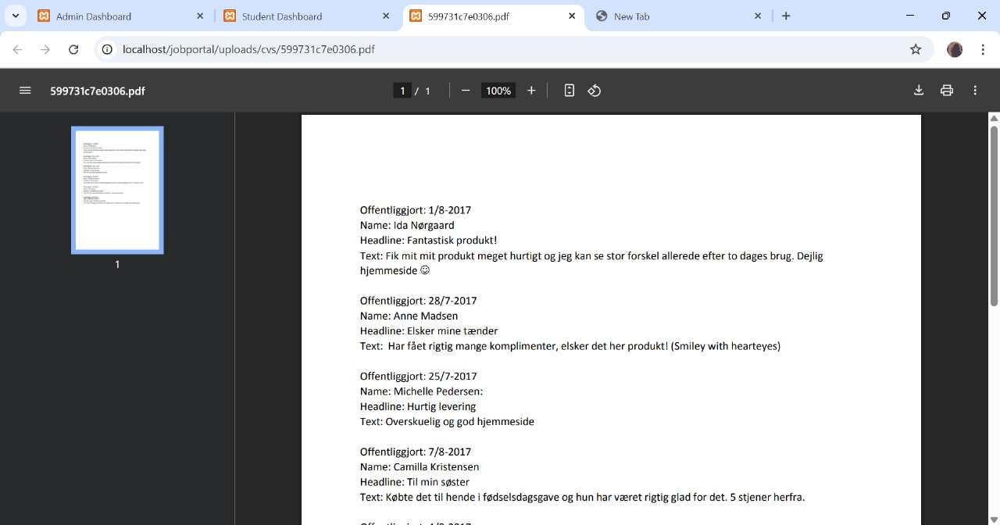 Admin Dashboard
Student Dashboard
599731c7e0306.pdf
New Tab
localhost/jobportal/uploads/cvs/599731c7e0306.pdf
599731c7e0306.pdf
1 / 1
100%
1
Offentliggjort: 1/8-2017
Name: Ida Nørgaard
Headline: Fantastisk produkt!
Text: Fik mit mit produkt meget hurtigt og jeg kan se stor forskel allerede efter to dages brug. Dejlig
hjemmeside ☺
Offentliggjort: 28/7-2017
Name: Anne Madsen
Headline: Elsker mine tænder
Text:  Har fået rigtig mange komplimenter, elsker det her produkt! (Smiley with hearteyes)
Offentliggjort: 25/7-2017
Name: Michelle Pedersen:
Headline: Hurtig levering
Text: Overskuelig og god hjemmeside
Offentliggjort: 7/8-2017
Name: Camilla Kristensen
Headline: Til min søster
Text: Købte det til hende i fødselsdagsgave og hun har været rigtig glad for det. 5 stjener herfra.